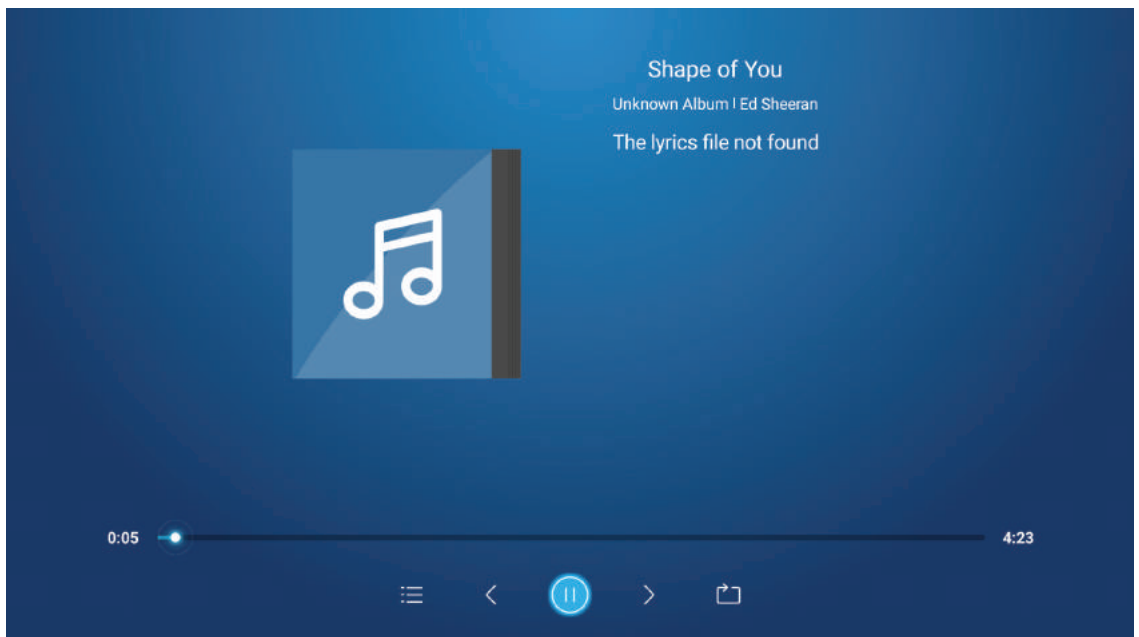 Shape of You
Unknown Album | Ed Sheeran
The lyrics file not found
0:05
4:23